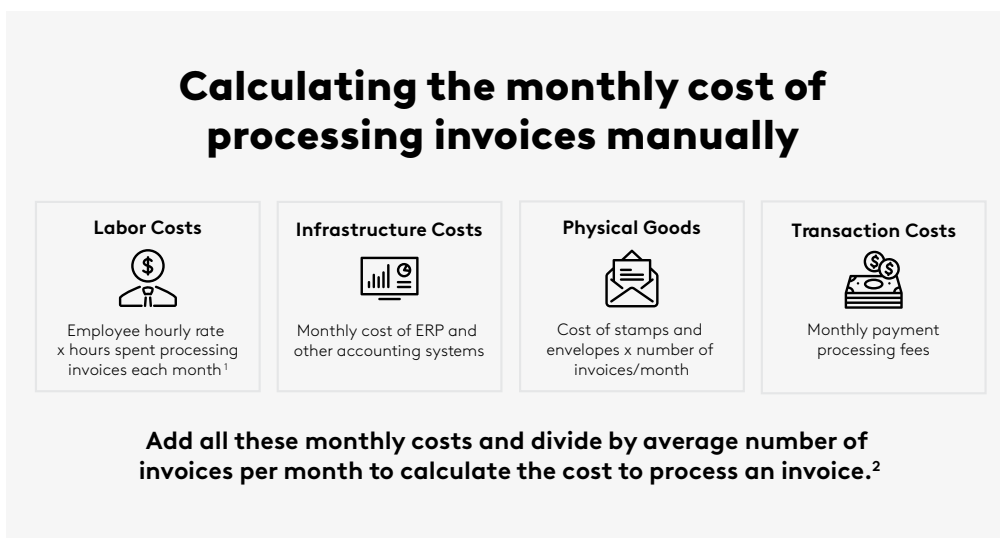 Calculating the monthly cost of
processing invoices manually
Labor Costs
$
Employee hourly rate
x hours spent processing
invoices each month¹
Infrastructure Costs
Monthly cost of ERP and
other accounting systems
Physical Goods
Cost of stamps and
envelopes x number of
invoices/month
Transaction Costs
$ $
Monthly payment
processing fees
Add all these monthly costs and divide by average number of
invoices per month to calculate the cost to process an invoice.²